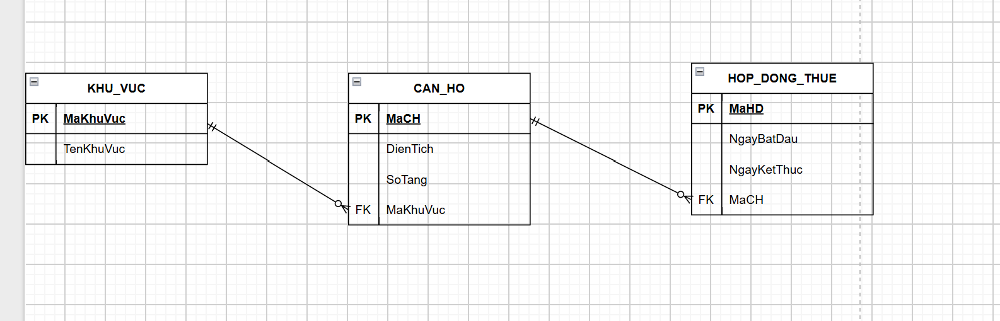 KHU_VUC
PK MaKhuVuc
TenKhuVuc
CAN_HO
PK MaCH
DienTich
SoTang
FK MaKhuVuc
HOP_DONG_THUE
PK MaHD
NgayBatDau
NgayKetThuc
FK MaCH